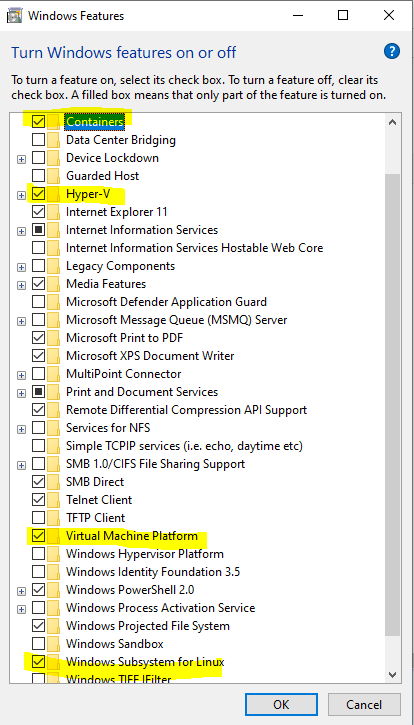 Windows Features
Turn Windows features on or off
To turn a feature on, select its check box. To turn a feature off, clear its
check box. A filled box means that only part of the feature is turned on.
Containers
Data Center Bridging
Device Lockdown
Guarded Host
Hyper-V
Internet Explorer 11
Internet Information Services
Internet Information Services Hostable Web Core
Legacy Components
Media Features
Microsoft Defender Application Guard
Microsoft Message Queue (MSMQ) Server
Microsoft Print to PDF
Microsoft XPS Document Writer
MultiPoint Connector
Print and Document Services
Remote Differential Compression API Support
Services for NFS
Simple TCPIP services (i.e. echo, daytime etc)
SMB 1.0/CIFS File Sharing Support
SMB Direct
Telnet Client
TFTP Client
Virtual Machine Platform
Windows Hypervisor Platform
Windows Identity Foundation 3.5
Windows PowerShell 2.0
Windows Process Activation Service
Windows Projected File System
Windows Sandbox
Windows Subsystem for Linux
Windows TIFF IFilter
OK
Cancel